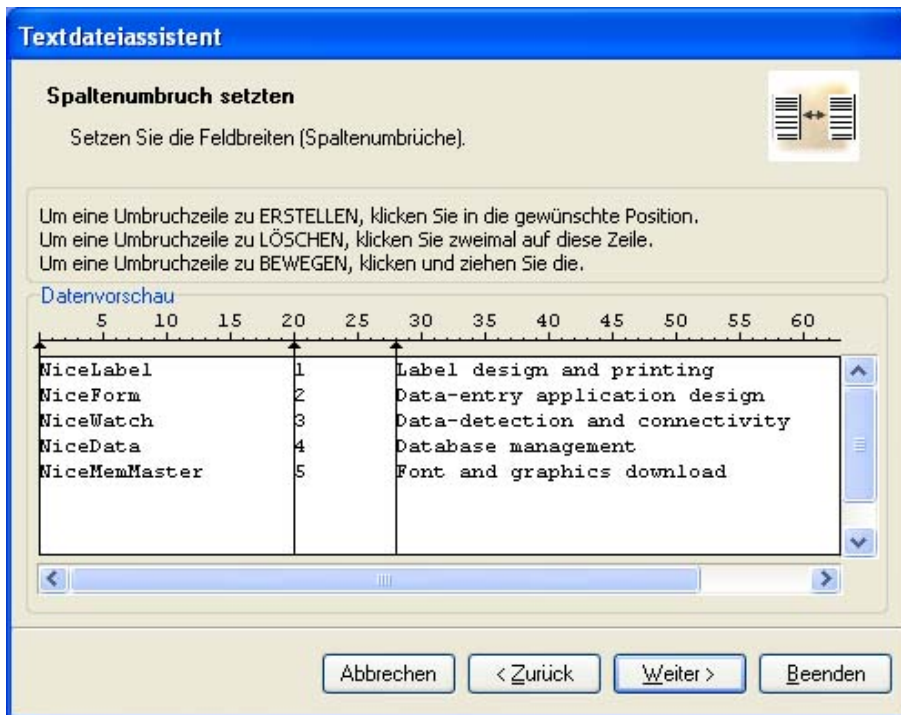 Textdateiassistent
Spaltenumbruch setzten
Setzen Sie die Feldbreiten (Spaltenumbrüche).
Um eine Umbruchzeile zu ERSTELLEN, klicken Sie in die gewünschte Position.
Um eine Umbruchzeile zu LÖSCHEN, klicken Sie zweimal auf diese Zeile.
Um eine Umbruchzeile zu BEWEGEN, klicken und ziehen Sie die.
Datenvorschau
5 10 15 20 25 30 35 40 45 50 55 60
NiceLabel 1 Label design and printing
NiceForm 2 Data-entry application design
NiceWatch 3 Data-detection and connectivity
NiceData 4 Database management
NiceMemMaster 5 Font and graphics download
Abbrechen < Zurück Weiter > Beenden